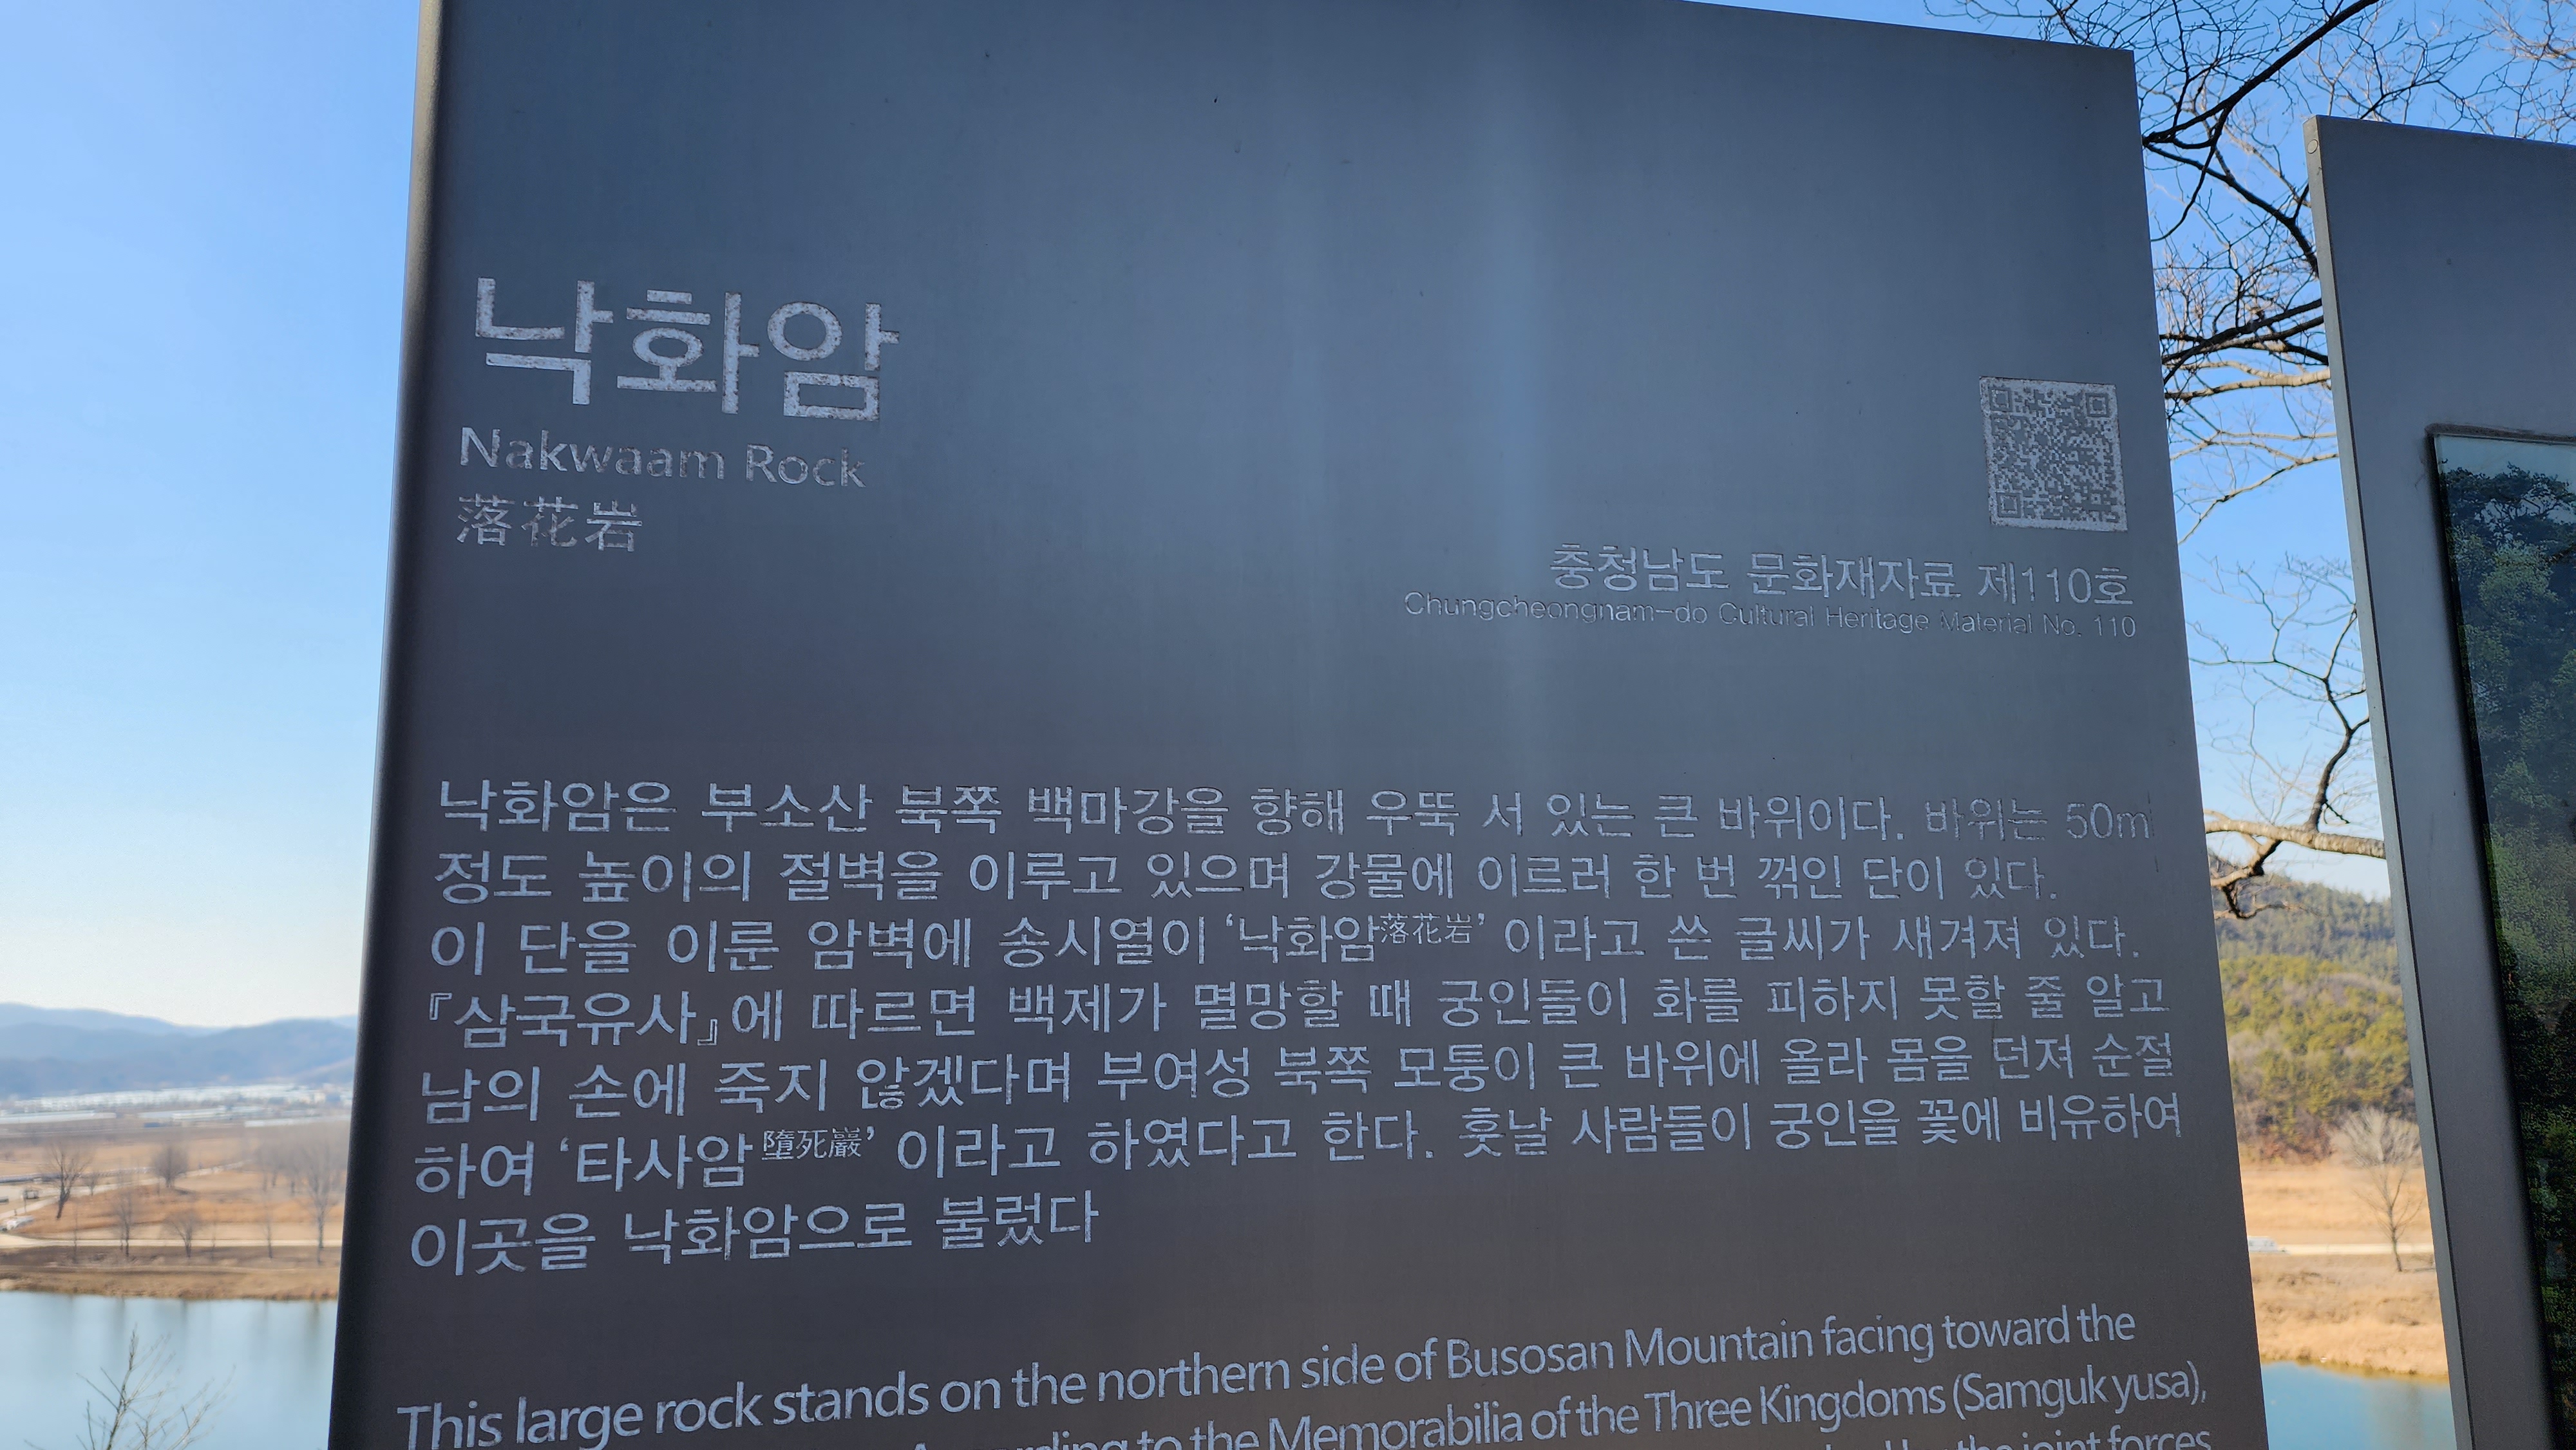 낙화암
Nakwaam Rock
落花岩
충청남도 문화재자료 제110호
Chungcheongnam-do Cultural Heritage Material No. 110
낙화암은 부소산 북쪽 백마강을 향해 우뚝 서 있는 큰 바위이다. 바위는 50m
정도 높이의 절벽을 이루고 있으며 강물에 이르러 한 번 꺾인 단이 있다.
이 단을 이룬 암벽에 송시열이 ‘낙화암落花岩’ 이라고 쓴 글씨가 새겨져 있다.
『삼국유사』에 따르면 백제가 멸망할 때 궁인들이 화를 피하지 못할 줄 알고
남의 손에 죽지 않겠다며 부여성 북쪽 모퉁이 큰 바위에 올라 몸을 던져 순절
하여 ‘타사암墮死巖’ 이라고 하였다고 한다. 훗날 사람들이 궁인을 꽃에 비유하여
이곳을 낙화암으로 불렀다
This large rock stands on the northern side of Busosan Mountain facing toward the
to the Memorabilia of the Three Kingdoms (Samguk yusa),
the joint forces